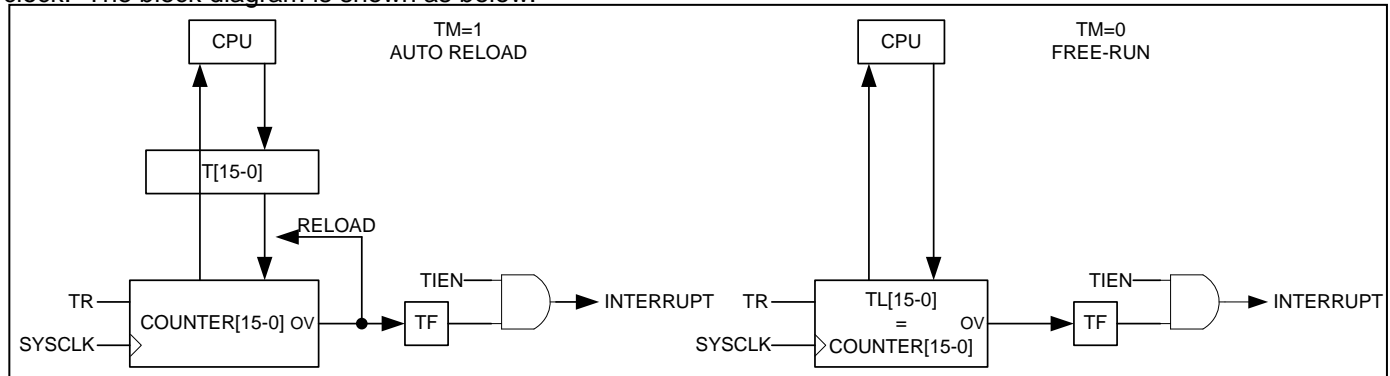 clock. The block diagram is shown as below.
CPU
TM=1
AUTO RELOAD
T[15-0]
RELOAD
TR
SYSCLK
COUNTER[15-0] OV
TF
TIEN
INTERRUPT
CPU
TM=0
FREE-RUN
TR
SYSCLK
TL[15-0]
=
COUNTER[15-0]
OV
TF
TIEN
INTERRUPT